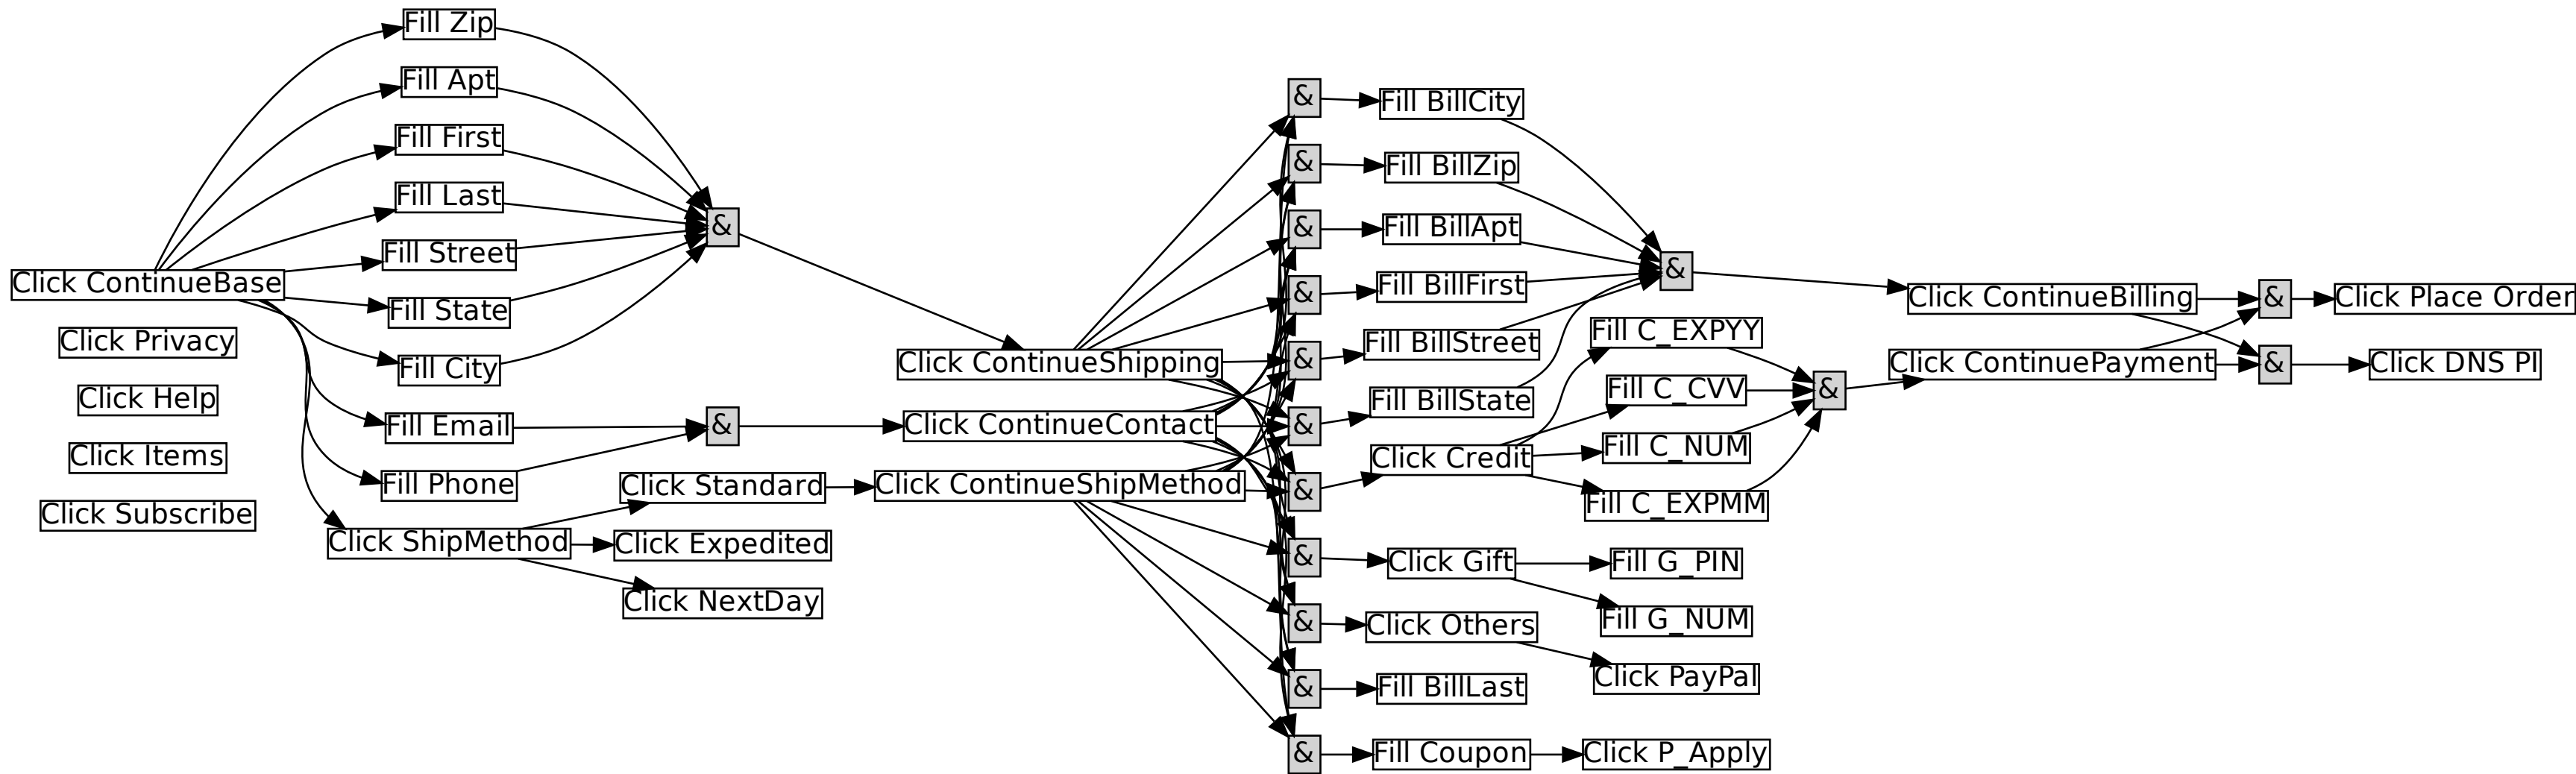 Click ContinueBase
Click Privacy
Click Help
Click Items
Click Subscribe
Fill Zip
Fill Apt
Fill First
Fill Last
Fill Street
Fill State
Fill City
Fill Email
Fill Phone
Click ShipMethod
Click Standard
Click Expedited
Click NextDay
&
&
Click ContinueShipping
Click ContinueContact
Click ContinueShipMethod
&
&
&
&
&
&
&
&
&
&
&
Fill BillCity
Fill BillZip
Fill BillApt
Fill BillFirst
Fill BillStreet
Fill BillState
Click Credit
Click Gift
Click Others
Fill BillLast
Fill Coupon
&
Fill C_EXPYY
Fill C_CVV
Fill C_NUM
Fill C_EXPMM
Fill G_PIN
Fill G_NUM
Click PayPal
Click P_Apply
&
Click ContinueBilling
Click ContinuePayment
&
&
Click Place Order
Click DNS PI